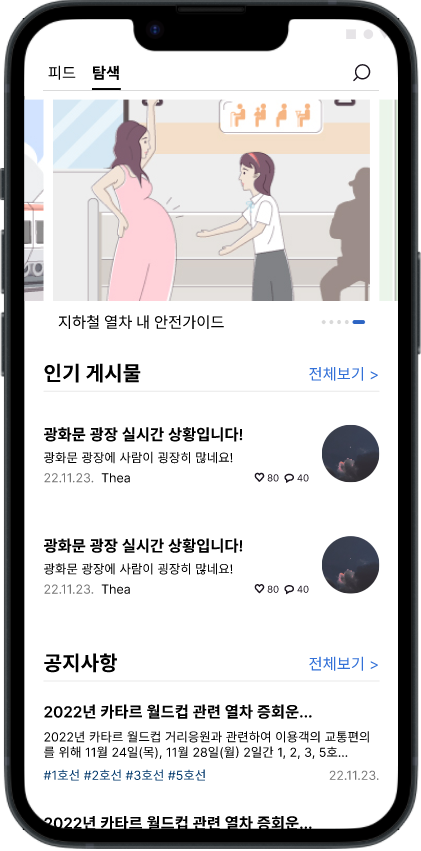 피드 탐색
지하철 열차 내 안전가이드
인기 게시물 전체보기 >
광화문 광장 실시간 상황입니다!
광화문 광장에 사람이 굉장히 많네요!
22.11.23. Thea 80 40
광화문 광장 실시간 상황입니다!
광화문 광장에 사람이 굉장히 많네요!
22.11.23. Thea 80 40
공지사항 전체보기 >
2022년 카타르 월드컵 관련 열차 증회운...
2022년 카타르 월드컵 거리응원과 관련하여 이용객의 교통편의
를 위해 11월 24일(목), 11월 28일(월) 2일간 1, 2, 3, 5호...
#1호선 #2호선 #3호선 #5호선 22.11.23.
2022년 카타르 월드컵 관련 열차 증회운...